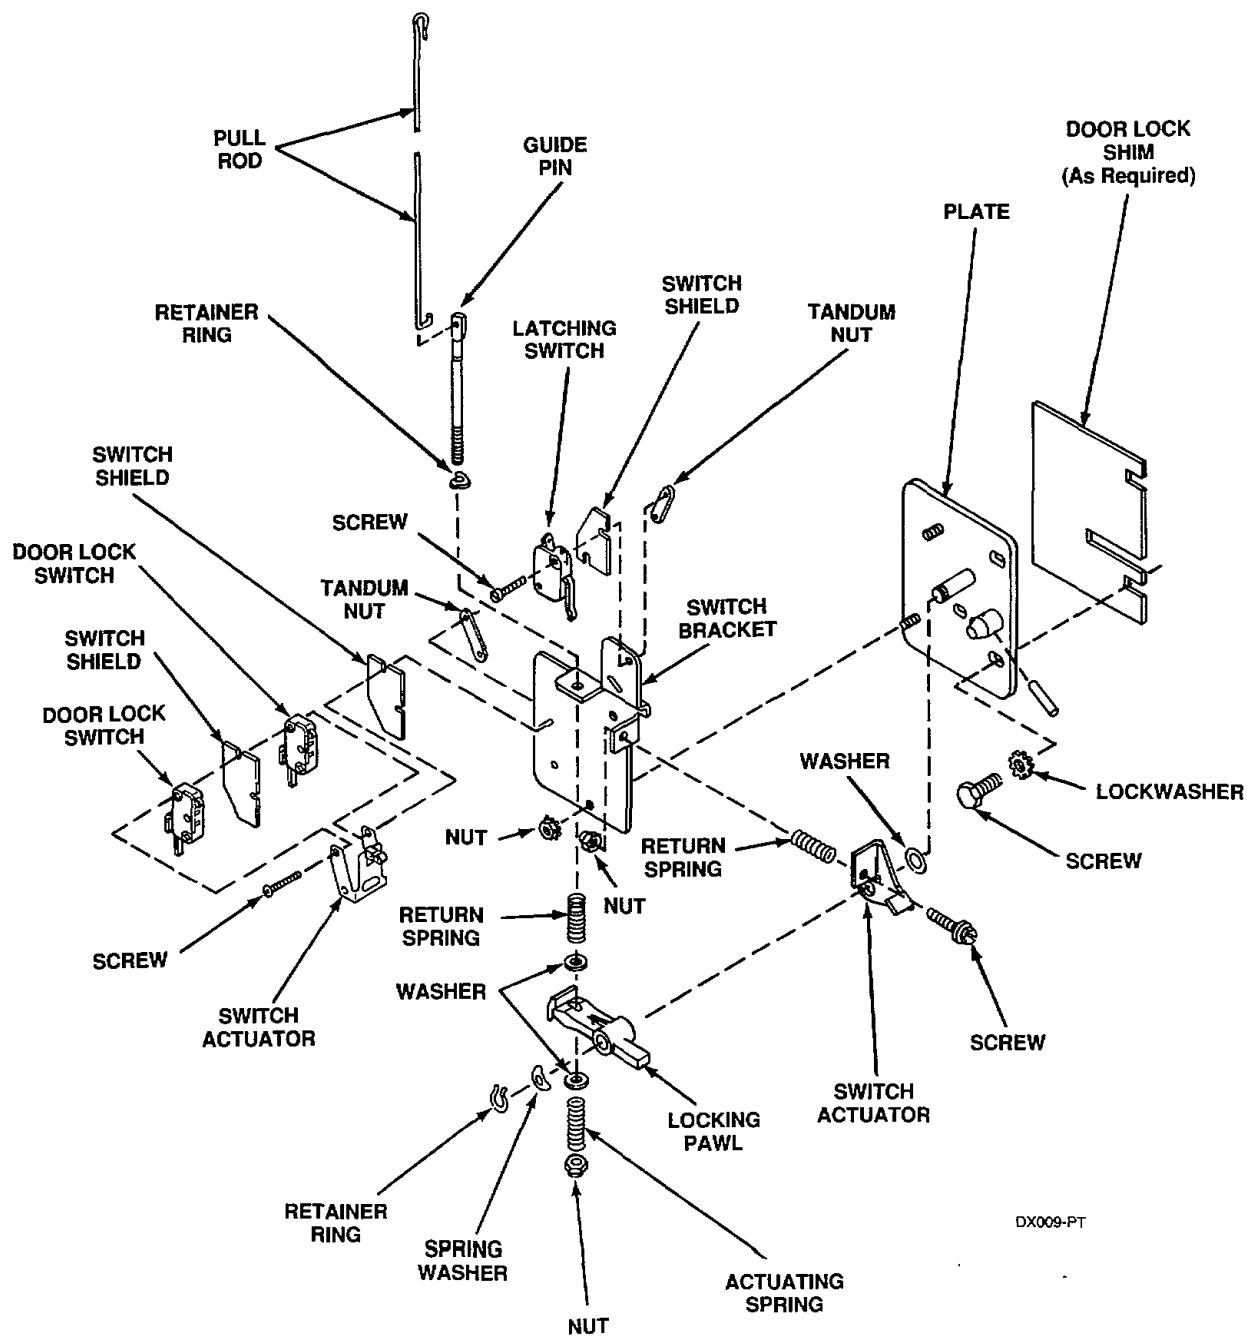 PULL
ROD
GUIDE
PIN
DOOR LOCK
SHIM
(As Required)
PLATE
RETAINER
RING
LATCHING
SWITCH
SWITCH
SHIELD
TANDUM
NUT
SWITCH
SHIELD
SCREW
DOOR LOCK
SWITCH
TANDUM
NUT
SWITCH
BRACKET
SWITCH
SHIELD
DOOR LOCK
SWITCH
WASHER
LOCKWASHER
NUT
RETURN
SPRING
SCREW
NUT
RETURN
SPRING
SCREW
WASHER
SWITCH
ACTUATOR
SCREW
SWITCH
ACTUATOR
LOCKING
PAWL
RETAINER
RING
SPRING
WASHER
ACTUATING
SPRING
NUT
DX009-PT